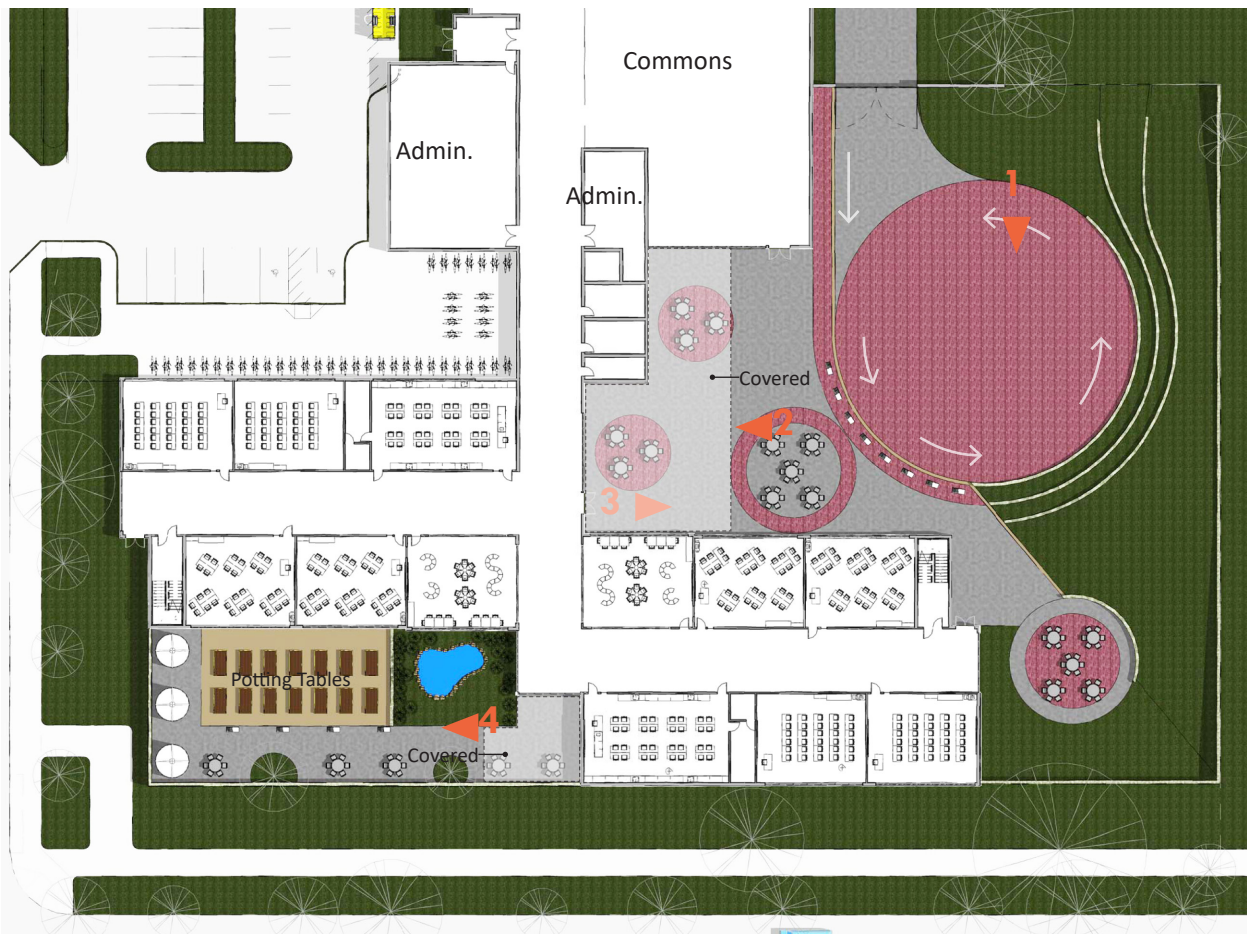 Commons
Admin.
Admin.
1
Covered
2
3
Potting Tables
4
Covered